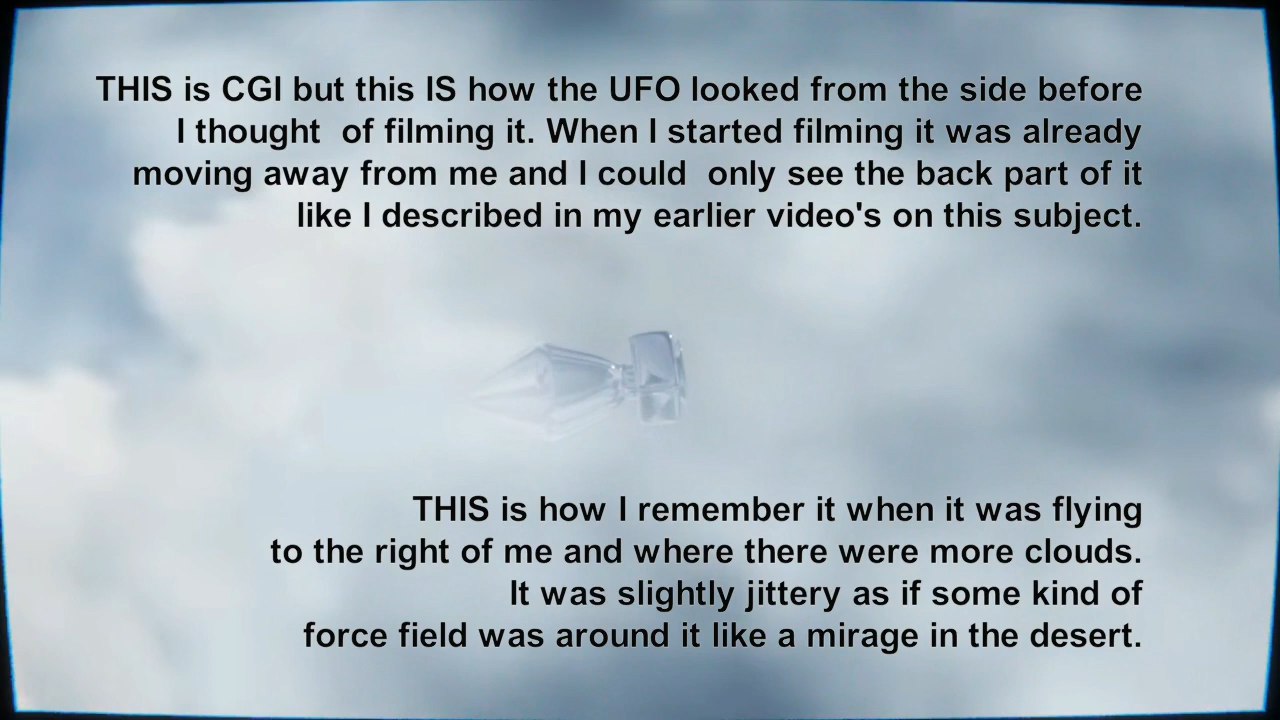 THIS is CGI but this IS how the UFO looked from the side before
I thought  of filming it. When I started filming it was already
moving away from me and I could  only see the back part of it
like I described in my earlier video's on this subject.
THIS is how I remember it when it was flying
to the right of me and where there were more clouds.
It was slightly jittery as if some kind of
force field was around it like a mirage in the desert.